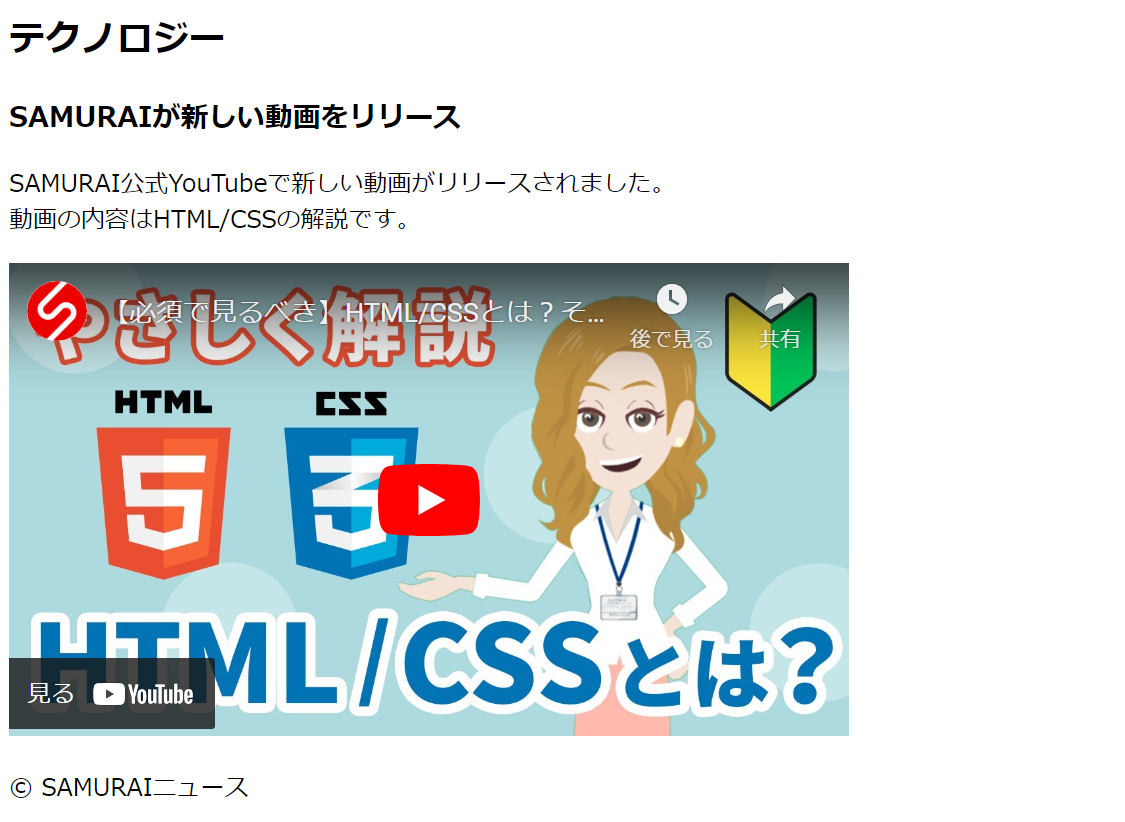 テクノロジー
SAMURAIが新しい動画をリリース
SAMURAI公式YouTubeで新しい動画がリリースされました。
動画の内容はHTML/CSSの解説です。
やさしく解説
【必須で見るべき】HTML/CSSとは？そ...
後で見る
共有
HTML
CSS
5
3
HTML/CSSとは？
見る YouTube
© SAMURAIニュース